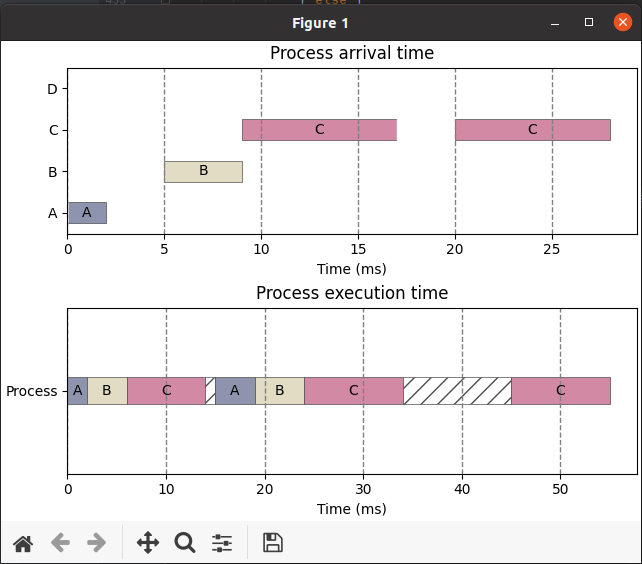 Figure 1
Process arrival time
D
C C C
B B
A A
0 5 10 15 20 25
Time (ms)
Process execution time
Process A B C A B C C
0 10 20 30 40 50
Time (ms)